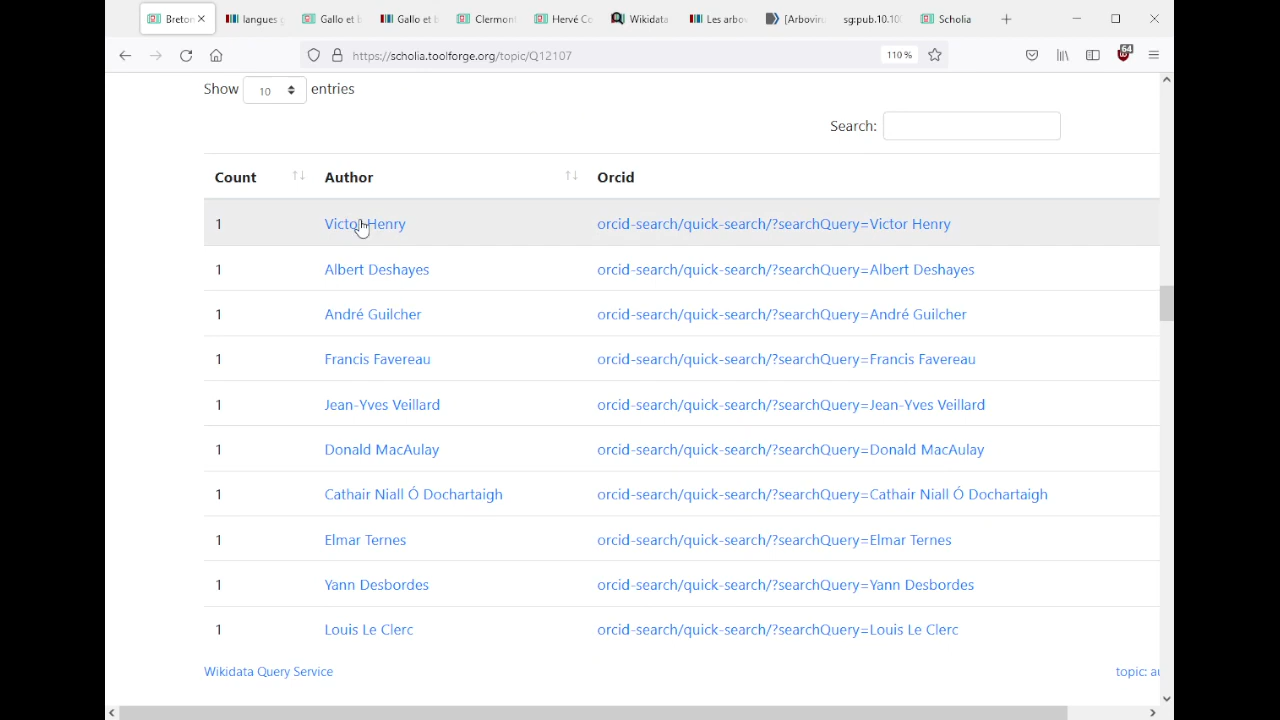 Breton langues Gallo et b Gallo et b Clermont Hervé Co Wikidata Les arbov [Arboviru sgpub.10.10 Scholia
https://scholia.toolforge.org/topic/Q12107 110% 64
Show 10 entries
Search:
Count Author Orcid
1 Victor Henry orcid-search/quick-search/?searchQuery=Victor Henry
1 Albert Deshayes orcid-search/quick-search/?searchQuery=Albert Deshayes
1 André Guilcher orcid-search/quick-search/?searchQuery=André Guilcher
1 Francis Favereau orcid-search/quick-search/?searchQuery=Francis Favereau
1 Jean-Yves Veillard orcid-search/quick-search/?searchQuery=Jean-Yves Veillard
1 Donald MacAulay orcid-search/quick-search/?searchQuery=Donald MacAulay
1 Cathair Niall Ó Dochartaigh orcid-search/quick-search/?searchQuery=Cathair Niall Ó Dochartaigh
1 Elmar Ternes orcid-search/quick-search/?searchQuery=Elmar Ternes
1 Yann Desbordes orcid-search/quick-search/?searchQuery=Yann Desbordes
1 Louis Le Clerc orcid-search/quick-search/?searchQuery=Louis Le Clerc
Wikidata Query Service topic: au